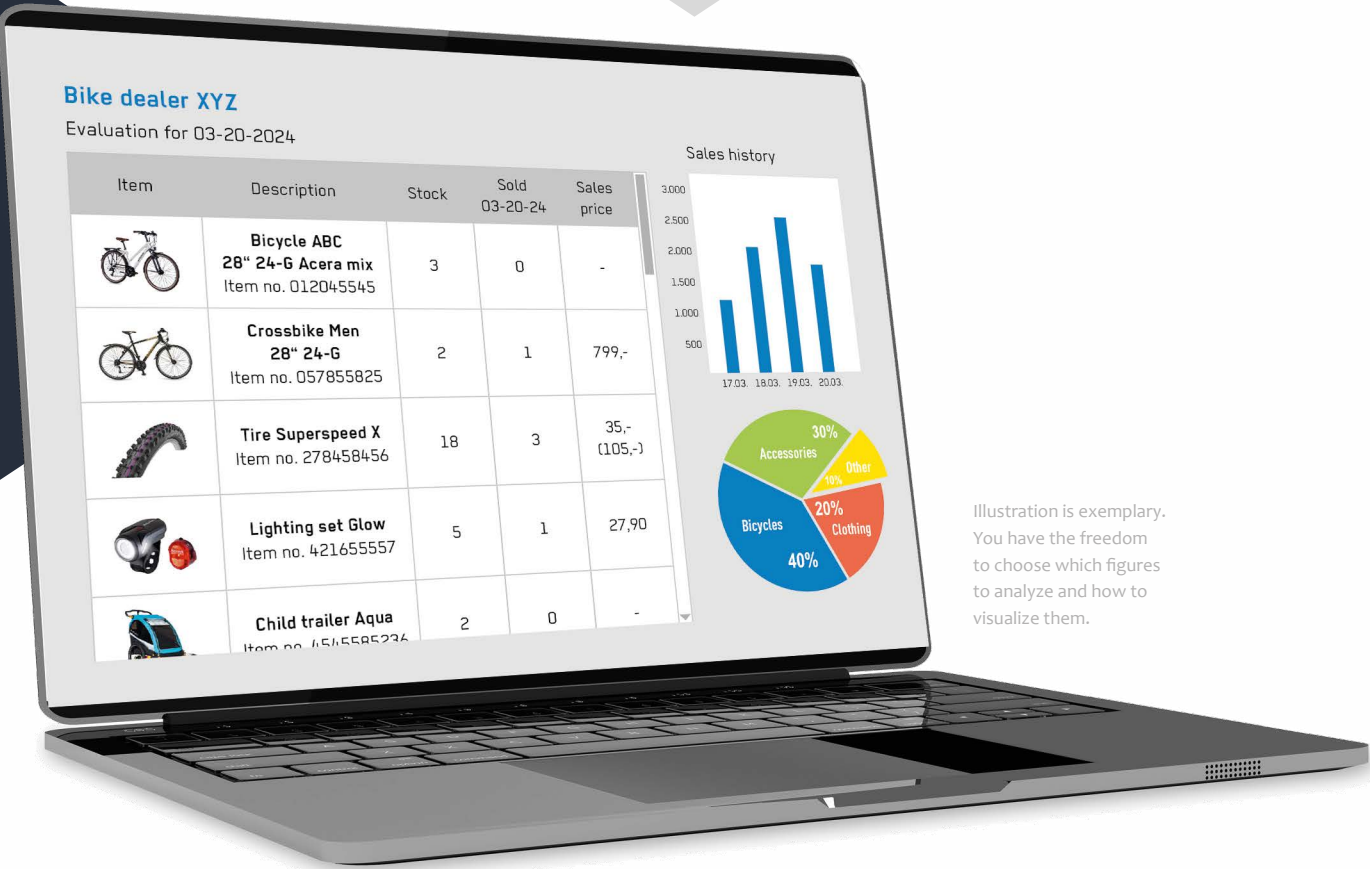 Bike dealer XYZ
Evaluation for 03-20-2024
Item
Description
Stock
Sold
03-20-24
Sales
price
Bicycle ABC
28“ 24-G Acera mix
Item no. 012045545
3
0
-
Crossbike Men
28“ 24-G
Item no. 057855825
2
1
799,-
Tire Superspeed X
Item no. 278458456
18
3
35,-
(105,-)
Lighting set Glow
Item no. 421655557
5
1
27,90
Child trailer Aqua
Item no. 4545585236
2
0
-
Sales history
3.000
2.500
2.000
1.500
1.000
500
17.03. 18.03. 19.03. 20.03.
30%
Accessories
Other
10%
20%
Clothing
Bicycles
40%
Illustration is exemplary.
You have the freedom
to choose which figures
to analyze and how to
visualize them.